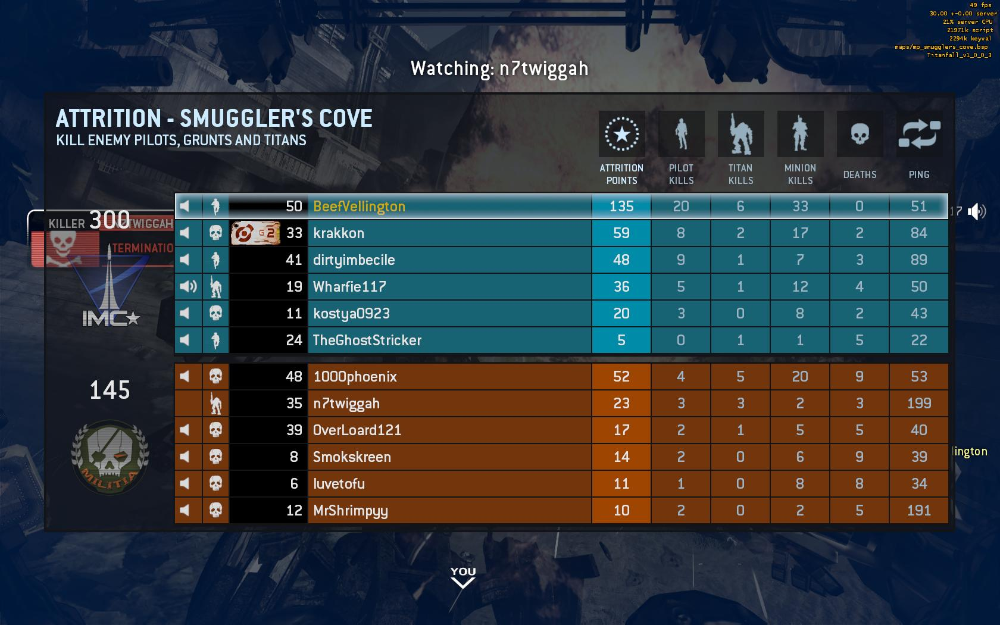 49 fps
30.00 +-0.00 server
21% server CPU
21971k script
2294k keyval
maps/mp_smugglers_cove.bsp
Titanfall_v1_0_0_3
Watching: n7twiggah
ATTRITION - SMUGGLER'S COVE
KILL ENEMY PILOTS, GRUNTS AND TITANS
ATTRITION POINTS PILOT KILLS TITAN KILLS MINION KILLS DEATHS PING
50 BeefVellington 135 20 6 33 0 51
G2 33 krakkon 59 8 2 17 2 84
41 dirtyimbecile 48 9 1 7 3 89
19 Wharfie117 36 5 1 12 4 50
11 kostya0923 20 3 0 8 2 43
24 TheGhostStricker 5 0 1 1 5 22
KILLER 300 N7TWIGGAH
TERMINATIO
IMC
17
48 1000phoenix 52 4 5 20 9 53
35 n7twiggah 23 3 3 2 3 199
39 OverLoard121 17 2 1 5 5 40
8 Smokskreen 14 2 0 6 9 39
6 luvetofu 11 1 0 8 8 34
12 MrShrimpyy 10 2 0 2 5 191
145
MILITIA
lington
YOU